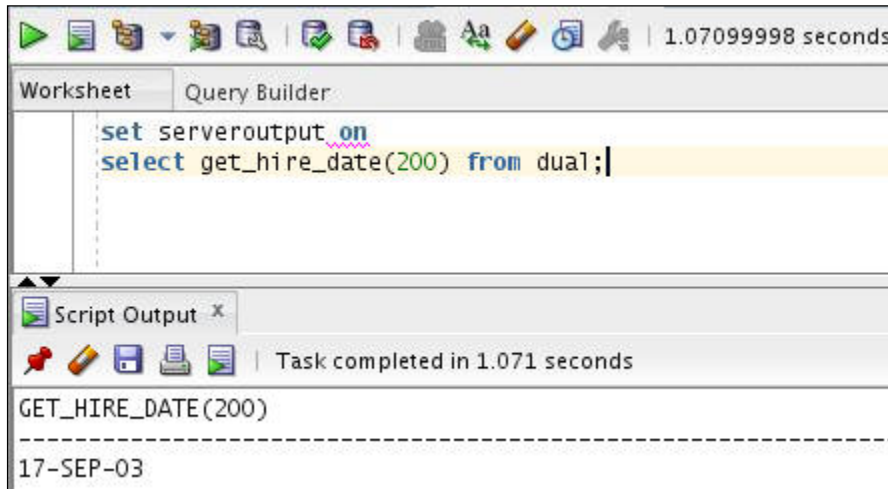 1.07099998 seconds
Worksheet Query Builder
set serveroutput on
select get_hire_date(200) from dual;
Script Output x
Task completed in 1.071 seconds
GET_HIRE_DATE(200)
--------------------------------------------------------------------------------
17-SEP-03